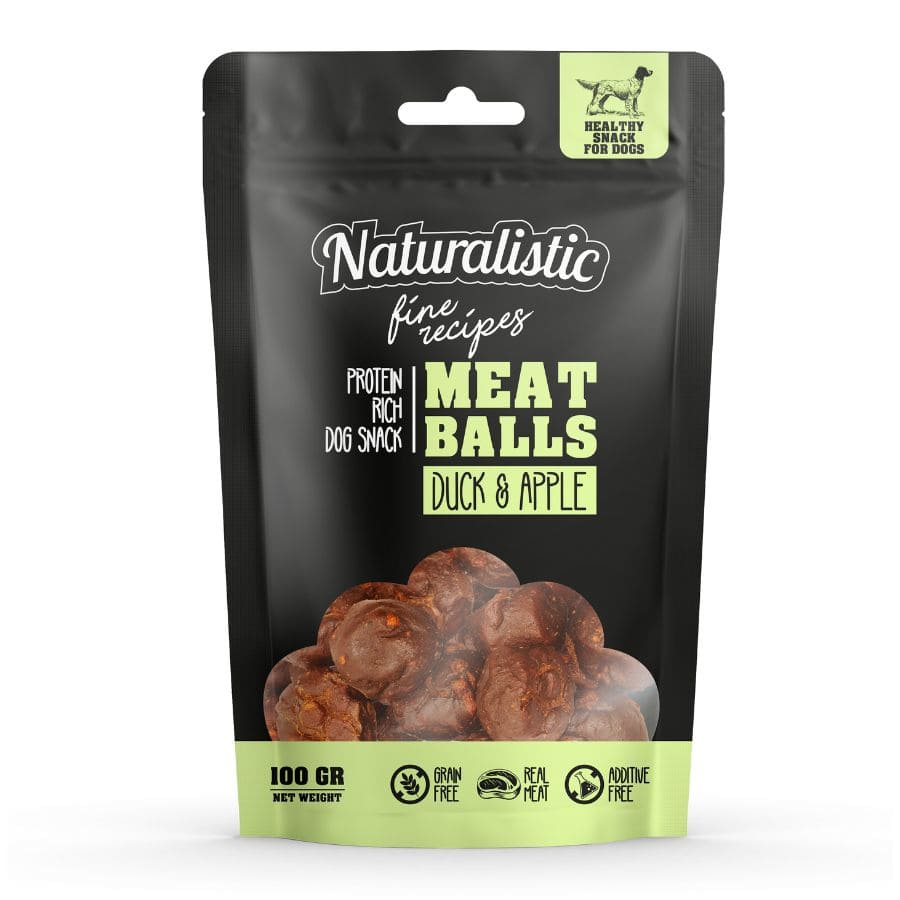 HEALTHY
SNACK
FOR DOGS
Naturalistic
fine
recipes
PROTEIN
RICH
DOG SNACK
MEAT
BALLS
DUCK & APPLE
100 GR
NET WEIGHT
GRAIN
FREE
REAL
MEAT
ADDITIVE
FREE